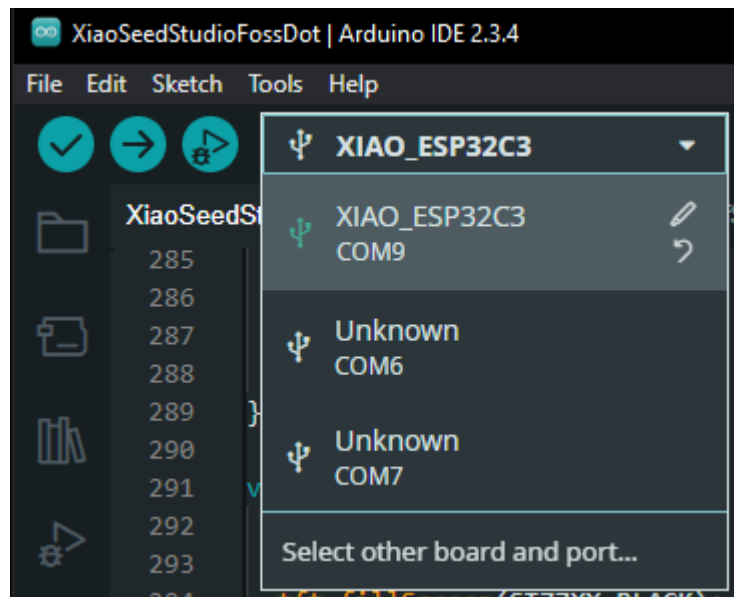 XiaoSeedStudioFossDot | Arduino IDE 2.3.4
File Edit Sketch Tools Help
XIAO_ESP32C3
XiaoSeedSt
XIAO_ESP32C3
COM9
285
286
Unknown
287
COM6
288
289 }
Unknown
290
COM7
291 v
292
Select other board and port...
293